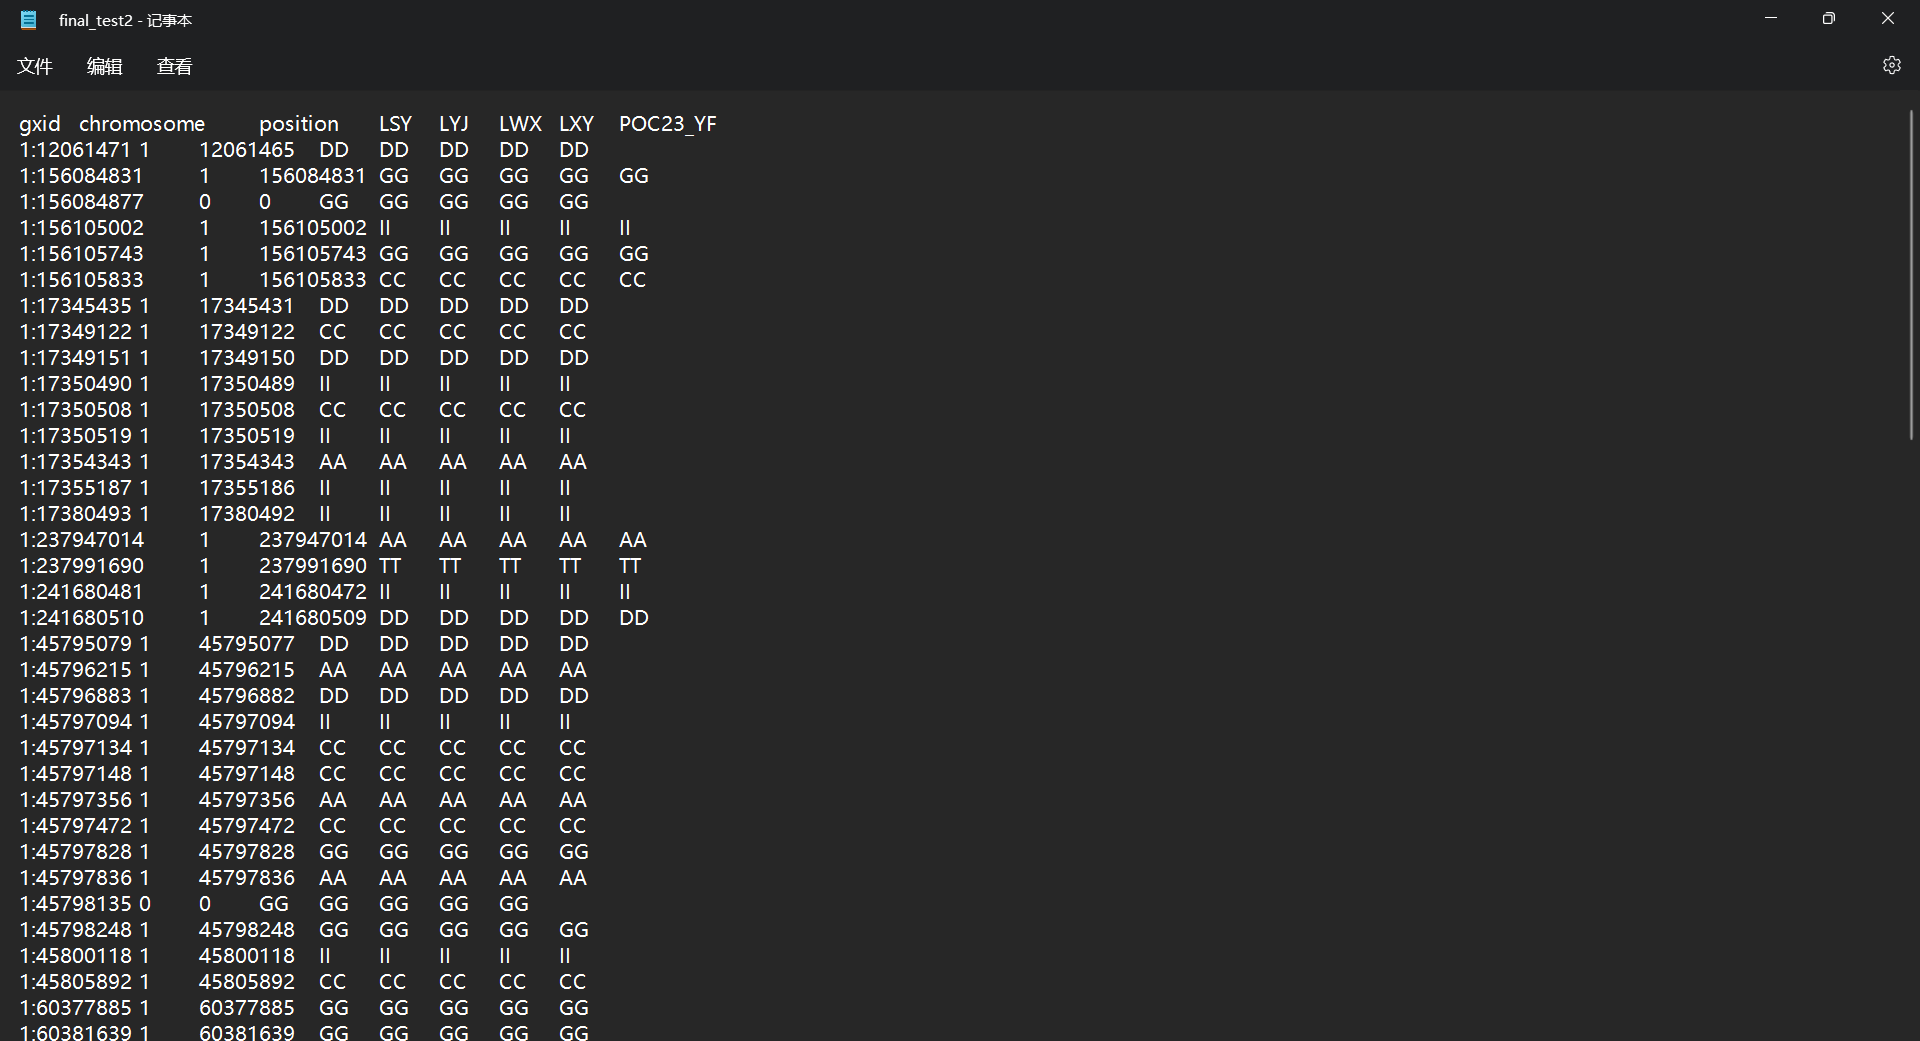 final_test2 - 记事本
文件 编辑 查看
gxid chromosome position LSY LYJ LWX LXY POC23_YF
1:12061471 1 12061465 DD DD DD DD DD
1:156084831 1 156084831 GG GG GG GG GG
1:156084877 0 0 GG GG GG GG GG
1:156105002 1 156105002 II II II II II
1:156105743 1 156105743 GG GG GG GG GG
1:156105833 1 156105833 CC CC CC CC CC
1:17345435 1 17345431 DD DD DD DD DD
1:17349122 1 17349122 CC CC CC CC CC
1:17349151 1 17349150 DD DD DD DD DD
1:17350490 1 17350489 II II II II II
1:17350508 1 17350508 CC CC CC CC CC
1:17350519 1 17350519 II II II II II
1:17354343 1 17354343 AA AA AA AA AA
1:17355187 1 17355186 II II II II II
1:17380493 1 17380492 II II II II II
1:237947014 1 237947014 AA AA AA AA AA
1:237991690 1 237991690 TT TT TT TT TT
1:241680481 1 241680472 II II II II II
1:241680510 1 241680509 DD DD DD DD DD
1:45795079 1 45795077 DD DD DD DD DD
1:45796215 1 45796215 AA AA AA AA AA
1:45796883 1 45796882 DD DD DD DD DD
1:45797094 1 45797094 II II II II II
1:45797134 1 45797134 CC CC CC CC CC
1:45797148 1 45797148 CC CC CC CC CC
1:45797356 1 45797356 AA AA AA AA AA
1:45797472 1 45797472 CC CC CC CC CC
1:45797828 1 45797828 GG GG GG GG GG
1:45797836 1 45797836 AA AA AA AA AA
1:45798135 0 0 GG GG GG GG GG
1:45798248 1 45798248 GG GG GG GG GG
1:45800118 1 45800118 II II II II II
1:45805892 1 45805892 CC CC CC CC CC
1:60377885 1 60377885 GG GG GG GG GG
1:60381639 1 60381639 GG GG GG GG GG